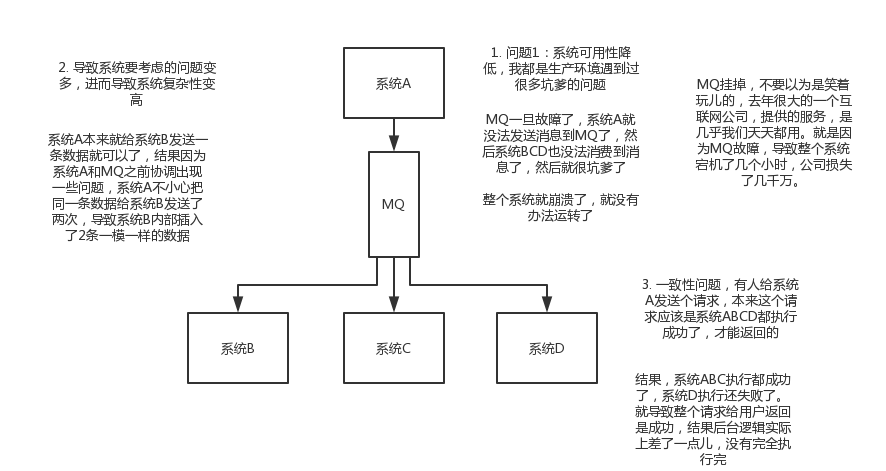 2. 导致系统要考虑的问题变
多，进而导致系统复杂性变
高
系统A本来就给系统B发送一
条数据就可以了，结果因为
系统A和MQ之前协调出现
一些问题，系统A不小心把
同一条数据给系统B发送了
两次，导致系统B内部插入
了2条一模一样的数据
系统A
MQ
系统B
系统C
系统D
1. 问题1：系统可用性降
低，我都是生产环境遇到过
很多坑爹的问题
MQ一旦故障了，系统A就
没法发送消息到MQ了，然
后系统BCD也没法消费到消
息了，然后就很坑爹了
整个系统就崩溃了，就没有
办法运转了
MQ挂掉，不要以为是笑着
玩儿的，去年很大的一个互
联网公司，提供的服务，是
几乎我们天天都用。就是因
为MQ故障，导致整个系统
宕机了几个小时，公司损失
了几千万。
3. 一致性问题，有人给系统
A发送个请求，本来这个请
求应该是系统ABCD都执行
成功了，才能返回的
结果，系统ABC执行都成功
了，系统D执行还失败了。
就导致整个请求给用户返回
是成功，结果后台逻辑实际
上差了一点儿，没有完全执
行完